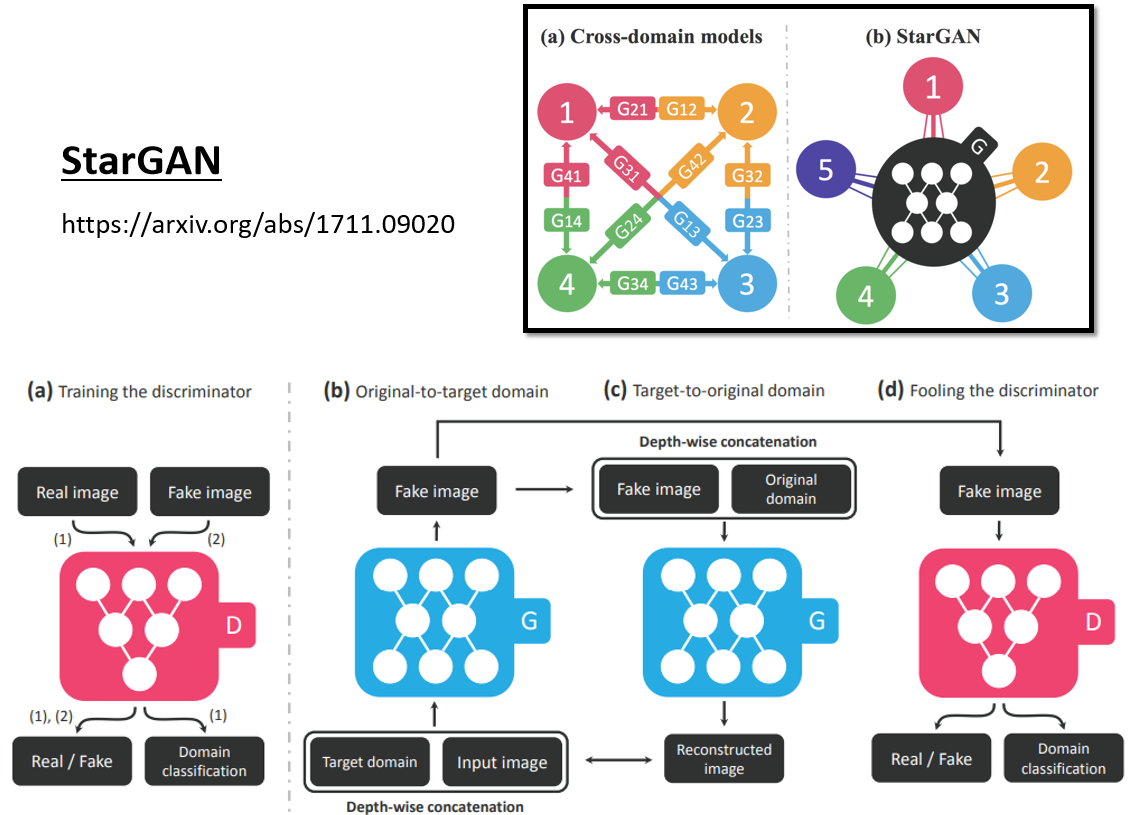 StarGAN
https://arxiv.org/abs/1711.09020
(a) Cross-domain models
1
G21
G12
2
G41
G31
G42
G32
G14
G24
G13
G23
4
G34
G43
3
(b) StarGAN
1
G
5
2
4
3
(a) Training the discriminator
Real image
Fake image
(1)
(2)
D
(1), (2)
(1)
Real / Fake
Domain
classification
(b) Original-to-target domain
Fake image
G
Target domain
Input image
Depth-wise concatenation
(c) Target-to-original domain
Depth-wise concatenation
Fake image
Original
domain
G
Reconstructed
image
(d) Fooling the discriminator
Fake image
D
Real / Fake
Domain
classification